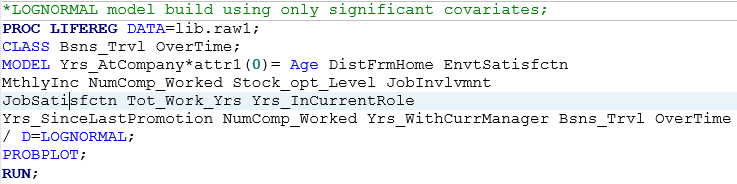 *LOGNORMAL model build using only significant covariates;
PROC LIFEREG DATA=lib.raw1;
CLASS Bsns_Trvl OverTime;
MODEL Yrs_AtCompany*attr1(0)= Age DistFrmHome EnvtSatisfctn
MthlyInc NumComp_Worked Stock_opt_Level JobInvlvmnt
JobSatisfctn Tot_Work_Yrs Yrs_InCurrentRole
Yrs_SinceLastPromotion NumComp_Worked Yrs_WithCurrManager Bsns_Trvl OverTime
/ D=LOGNORMAL;
PROBPLOT;
RUN;